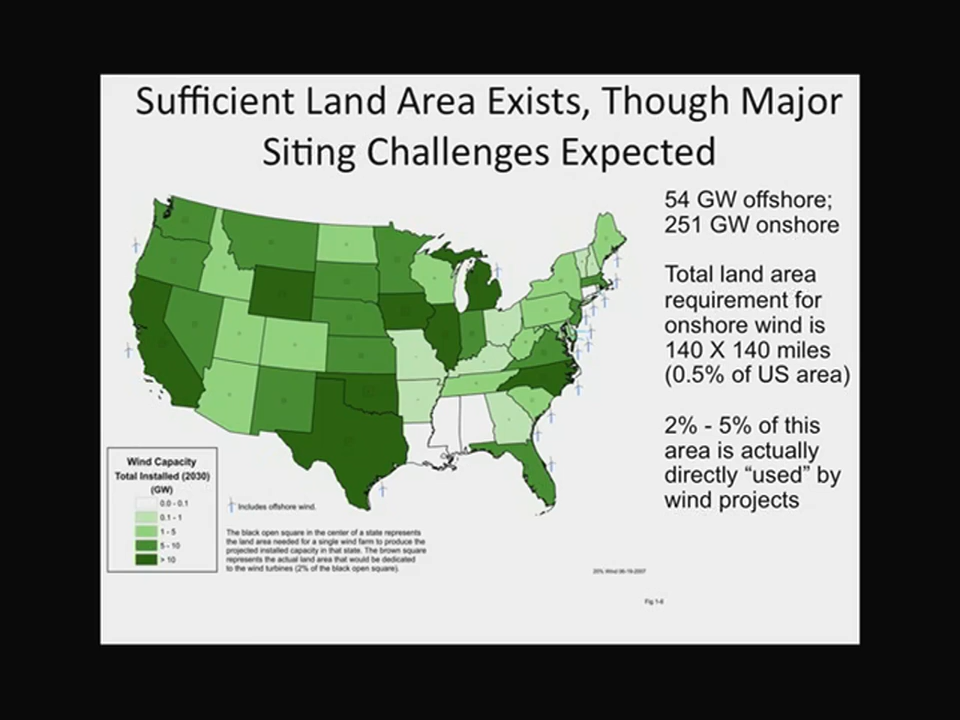 Sufficient Land Area Exists, Though Major
Siting Challenges Expected
54 GW offshore;
251 GW onshore
Total land area
requirement for
onshore wind is
140 X 140 miles
(0.5% of US area)
2% - 5% of this
area is actually
directly “used” by
wind projects
Wind Capacity
Total Installed (2030)
(GW)
0.0 - 0.1
0.1 - 1
1 - 5
5 - 10
> 10
Includes offshore wind.
The black open square in the center of a state represents
the land area needed for a single wind farm to produce the
projected installed capacity in that state. The brown square
represents the actual land area that would be dedicated
to the wind turbines (2% of the black open square).
20% Wind 06-19-2007
Fig 1-6